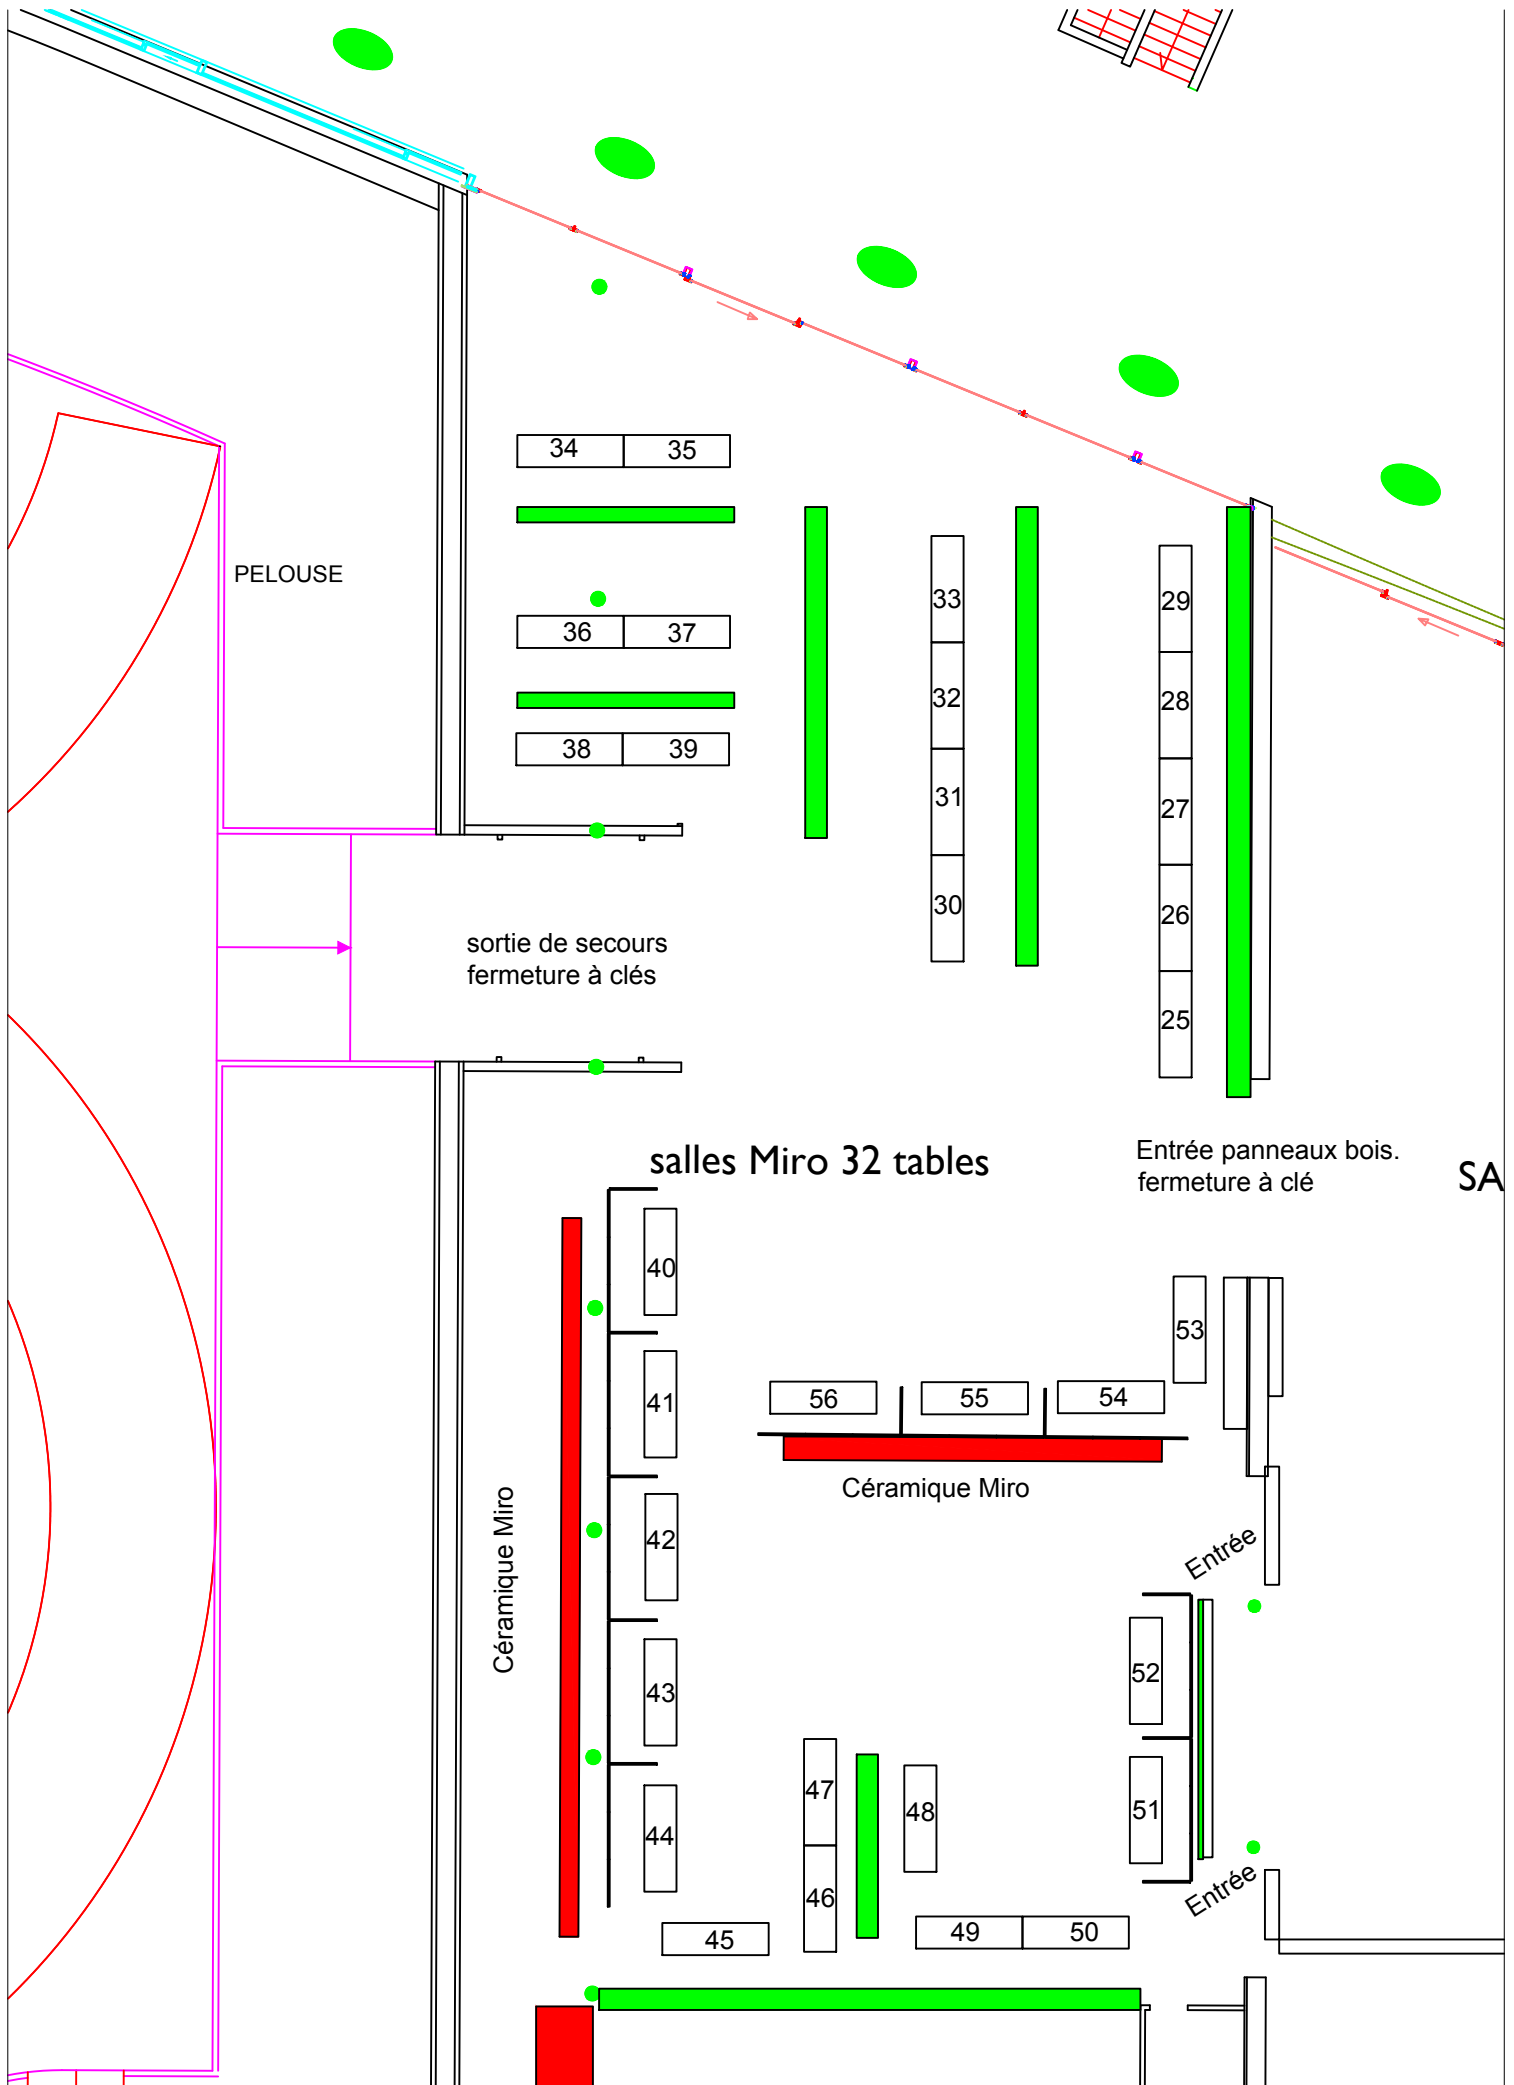 34 35
PELOUSE
36 37
38 39
33
32
31
30
29
28
27
26
25
sortie de secours
fermeture à clés
salles Miro 32 tables
Entrée panneaux bois.
fermeture à clé
SA
40
41
42
43
44
Céramique Miro
53
56 55 54
Céramique Miro
Entrée
52
51
Entrée
47
46
48
45
49 50